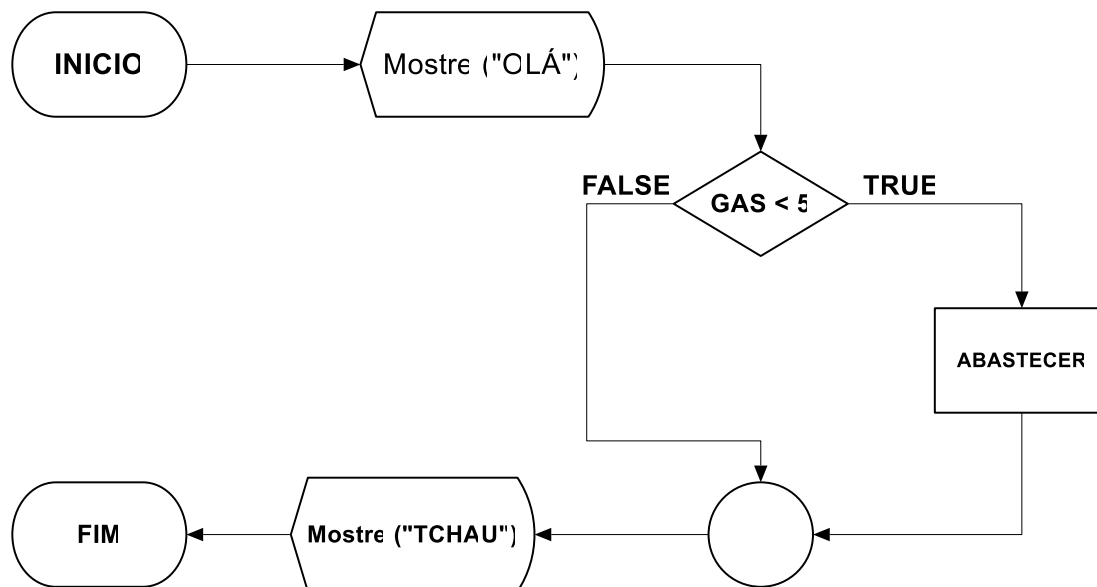 INICIO
Mostre ("OLÁ")
FALSE
TRUE
GAS < 5
ABASTECER
FIM
Mostre ("TCHAU")